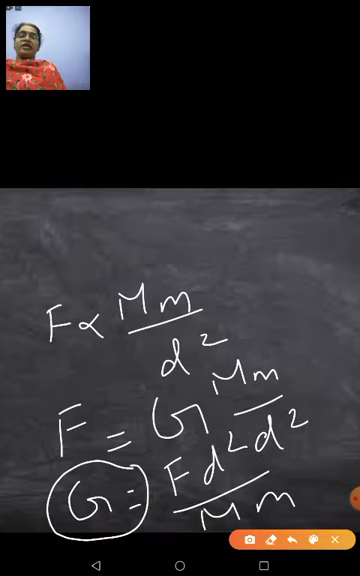 F ∝ Mm / d²
F = G Mm / d²
G = Fd² / Mm